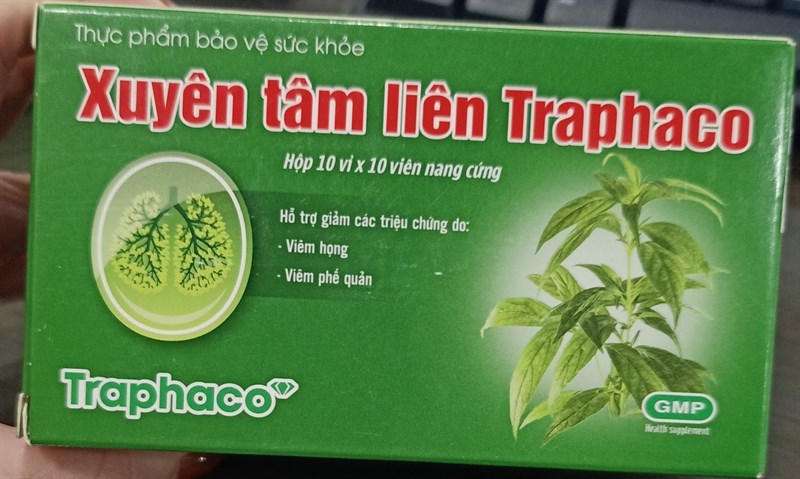 Thực phẩm bảo vệ sức khỏe
Xuyên tâm liên Traphaco
Hộp 10 vỉ x 10 viên nang cứng
Hỗ trợ giảm các triệu chứng do:
- Viêm họng
- Viêm phế quản
Traphaco
GMP
Health supplement